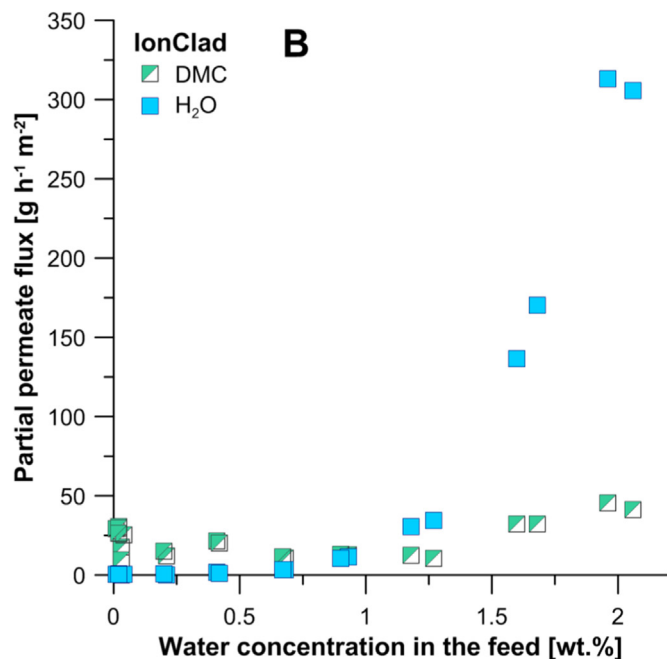 B
IonClad
DMC
H₂O
350
300
250
200
150
100
50
0
Partial permeate flux [g h⁻¹ m⁻²]
0 0.5 1 1.5 2
Water concentration in the feed [wt.%]